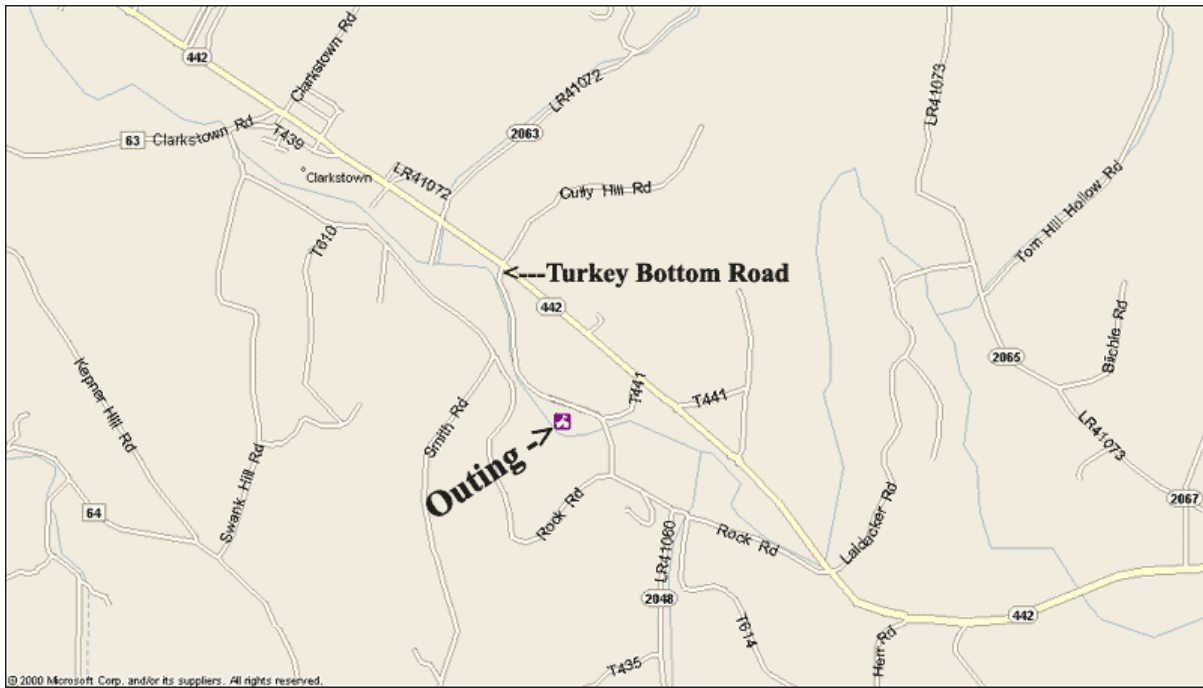 442
Clarkstown Rd
LR41072
2063
LR41073
63
Clarkstown Rd
T439
Clarkstown
LR41072
Cutly Hill Rd
Tom Hill Hollow Rd
T610
<---Turkey Bottom Road
442
2065
Bilchle Rd
Kepner Hill Rd
T441
T441
Smith Rd
LR41073
Outing ->
Swank Hill Rd
64
Rock Rd
2067
Laidacker Rd
LR41060
Rock Rd
2048
T614
442
Herr Rd
T435
© 2000 Microsoft Corp. and/or its suppliers. All rights reserved.